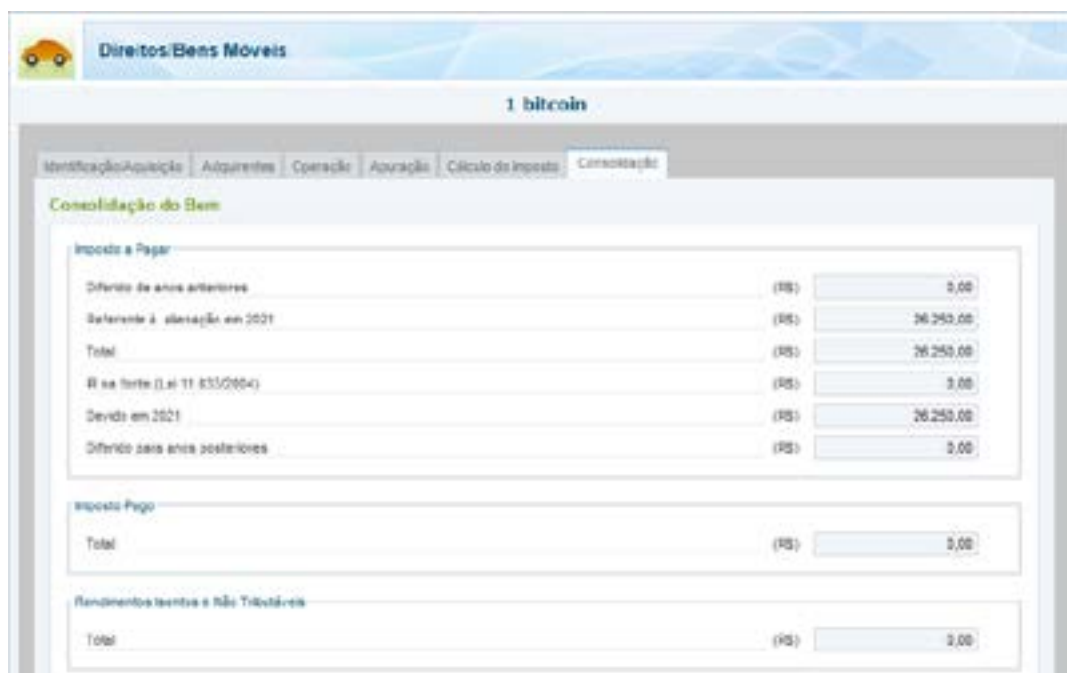 Direitos/Bens Móveis
1 bitcoin
Identificação/Aquisição Adquirentes Operação Apuração Cálculo do Imposto Consolidação
Consolidação do Bem
Imposto a Pagar
Diferido de anos anteriores (R$) 0,00
Referente à alienação em 2021 (R$) 26.250,00
Total (R$) 26.250,00
IR na fonte (Lei 11.033/2004) (R$) 0,00
Devido em 2021 (R$) 26.250,00
Diferido para anos posteriores (R$) 0,00
Imposto Pago
Total (R$) 0,00
Rendimentos Isentos e Não Tributáveis
Total (R$) 0,00